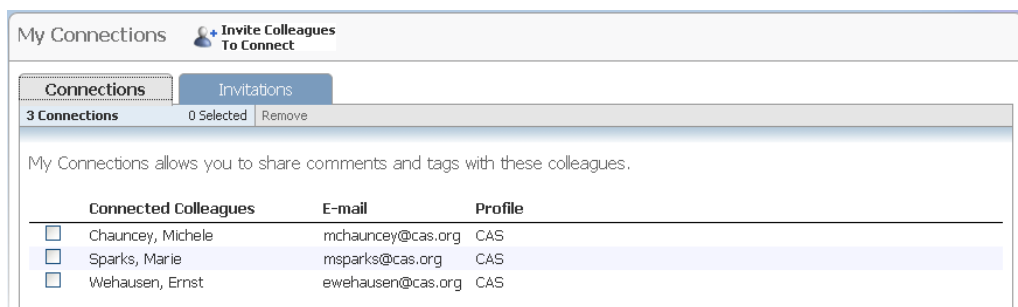 My Connections
Invite Colleagues
To Connect
Connections
Invitations
3 Connections 0 Selected Remove
My Connections allows you to share comments and tags with these colleagues.
Connected Colleagues E-mail Profile
Chauncey, Michele mchauncey@cas.org CAS
Sparks, Marie msparks@cas.org CAS
Wehausen, Ernst ewehausen@cas.org CAS